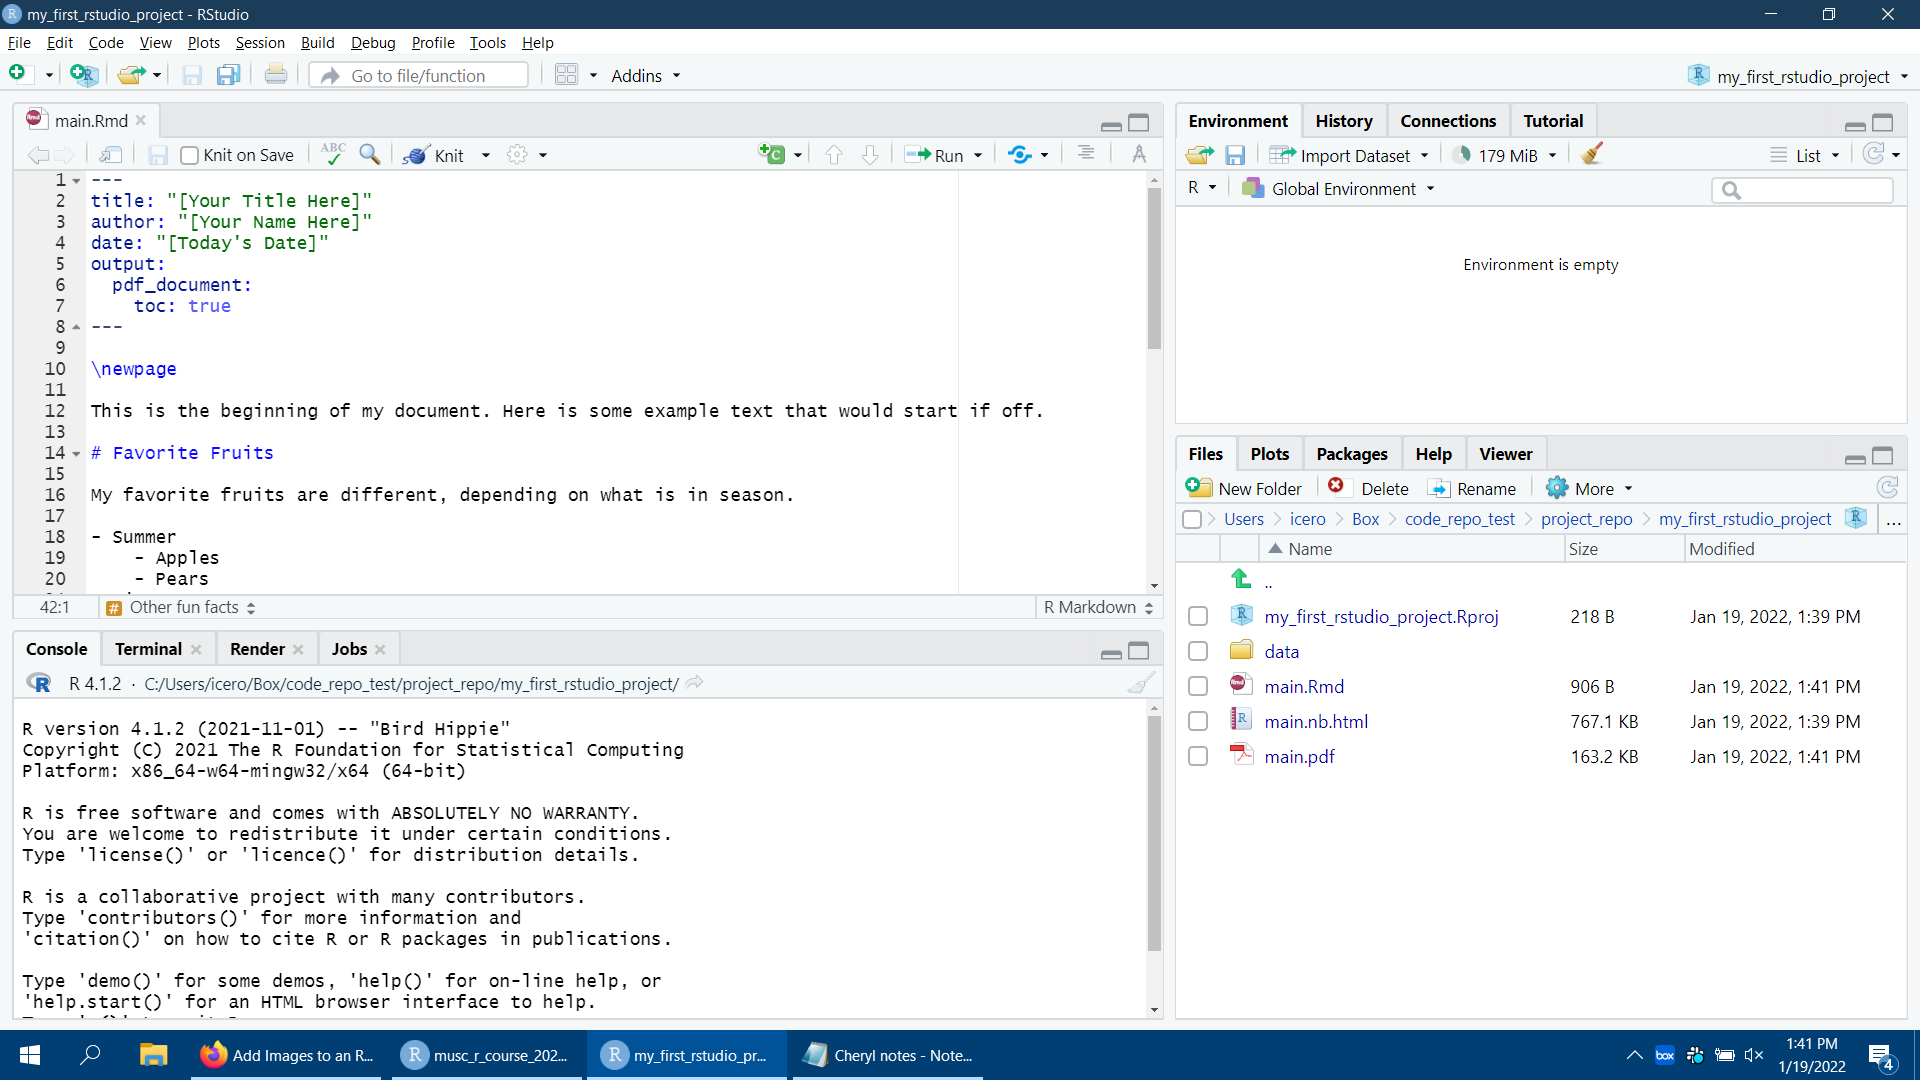 my_first_rstudio_project - RStudio
File Edit Code View Plots Session Build Debug Profile Tools Help
Go to file/function Addins my_first_rstudio_project
main.Rmd
Knit on Save ABC Knit Run
1 ---
2 title: "[Your Title Here]"
3 author: "[Your Name Here]"
4 date: "[Today's Date]"
5 output:
6 pdf_document:
7 toc: true
8 ---
9
10 \newpage
11
12 This is the beginning of my document. Here is some example text that would start if off.
13
14 # Favorite Fruits
15
16 My favorite fruits are different, depending on what is in season.
17
18 - Summer
19 - Apples
20 - Pears
42:1 # Other fun facts R Markdown
Console Terminal Render Jobs
R 4.1.2 · C:/Users/icero/Box/code_repo_test/project_repo/my_first_rstudio_project/
R version 4.1.2 (2021-11-01) -- "Bird Hippie"
Copyright (C) 2021 The R Foundation for Statistical Computing
Platform: x86_64-w64-mingw32/x64 (64-bit)
R is free software and comes with ABSOLUTELY NO WARRANTY.
You are welcome to redistribute it under certain conditions.
Type 'license()' or 'licence()' for distribution details.
R is a collaborative project with many contributors.
Type 'contributors()' for more information and
'citation()' on how to cite R or R packages in publications.
Type 'demo()' for some demos, 'help()' for on-line help, or
'help.start()' for an HTML browser interface to help.
Environment History Connections Tutorial
Import Dataset 179 MiB List
R Global Environment
Environment is empty
Files Plots Packages Help Viewer
New Folder Delete Rename More
Users icero Box code_repo_test project_repo my_first_rstudio_project ...
Name Size Modified
..
my_first_rstudio_project.Rproj 218 B Jan 19, 2022, 1:39 PM
data
main.Rmd 906 B Jan 19, 2022, 1:41 PM
main.nb.html 767.1 KB Jan 19, 2022, 1:39 PM
main.pdf 163.2 KB Jan 19, 2022, 1:41 PM
Add Images to an R... musc_r_course_202... my_first_rstudio_pr... Cheryl notes - Note... box 1:41 PM
1/19/2022 4